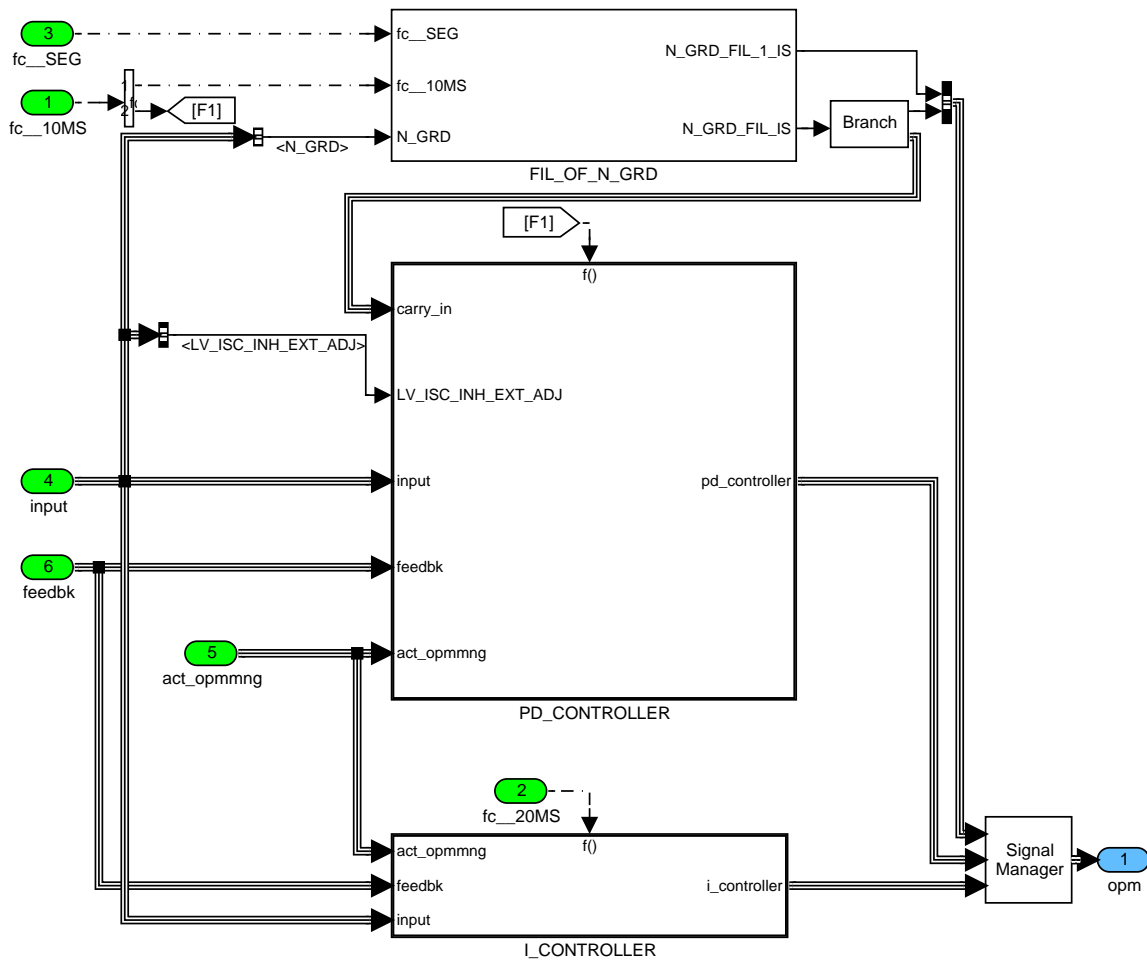 3
fc__SEG
fc__SEG
N_GRD_FIL_1_IS
1
fc__10MS
1
2
fc__10MS
[F1]
N_GRD
<N_GRD>
N_GRD_FIL_IS
Branch
FIL_OF_N_GRD
[F1]
f()
carry_in
<LV_ISC_INH_EXT_ADJ>
LV_ISC_INH_EXT_ADJ
4
input
input
pd_controller
6
feedbk
feedbk
5
act_opmmng
act_opmmng
PD_CONTROLLER
2
fc__20MS
f()
act_opmmng
feedbk
input
i_controller
I_CONTROLLER
Signal
Manager
1
opm